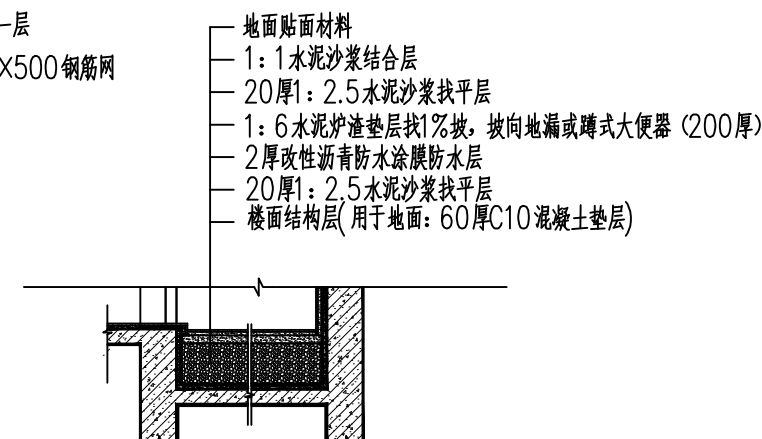 一层
X500钢筋网
地面贴面材料
1：1水泥沙浆结合层
20厚1：2.5水泥沙浆找平层
1：6水泥炉渣垫层找1%坡，坡向地漏或蹲式大便器（200厚）
2厚改性沥青防水涂膜防水层
20厚1：2.5水泥沙浆找平层
楼面结构层(用于地面：60厚C10混凝土垫层)